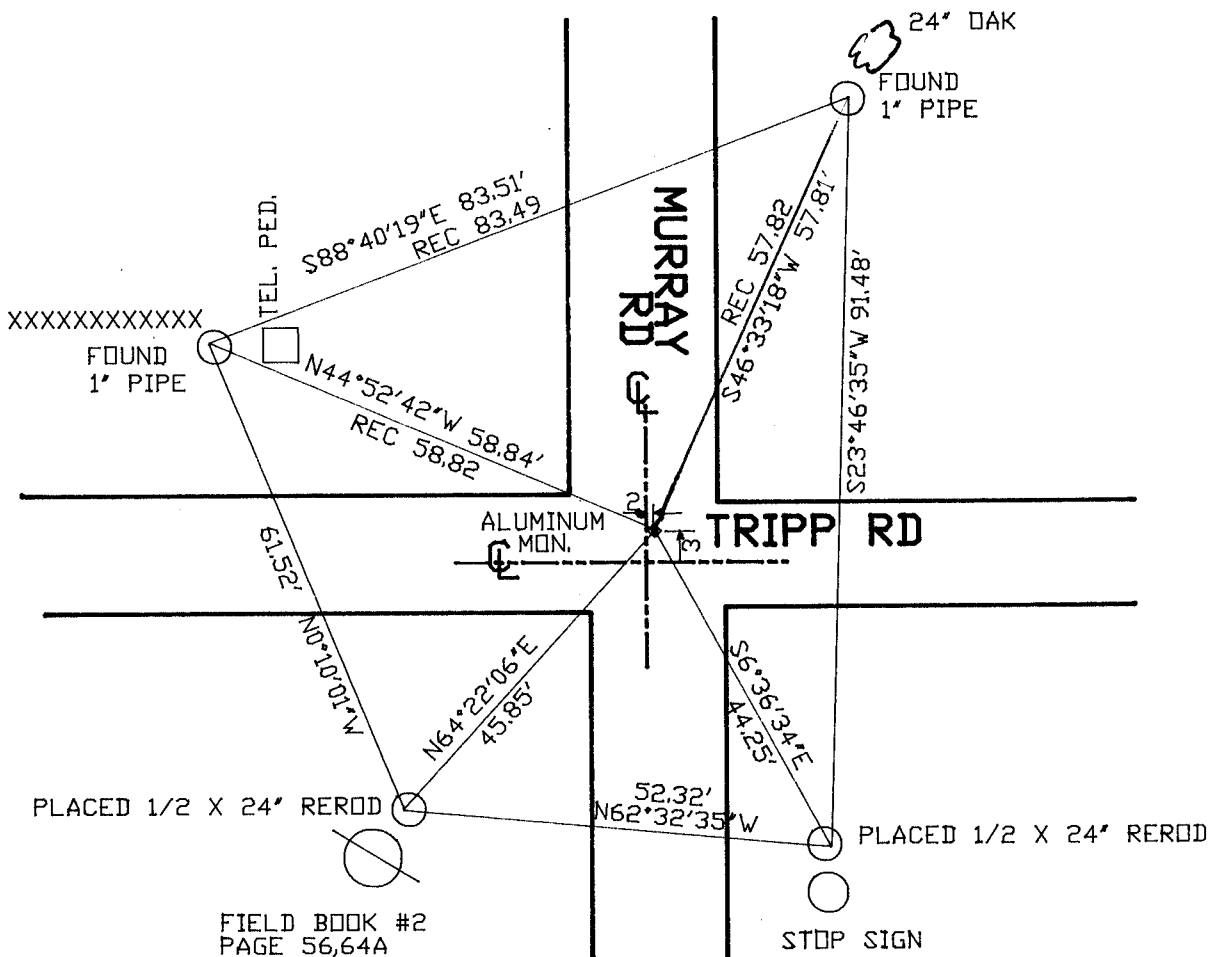 24" OAK
FOUND
1" PIPE
S88°40'19"E 83.51'
REC 83.49
TEL. PED.
MURRAY
RD
REC 57.82
S46°33'18"W 57.81'
S23°46'35"W 91.48'
XXXXXXXXXXXX
FOUND
1" PIPE
N44°52'42"W 58.84'
REC 58.82
CL
2
ALUMINUM
MON.
TRIPP RD
3
CL
61.52'
N0°10'01"W
N64°22'06"E
45.85'
S6°36'34"E
44.25'
52.32'
N62°32'35"W
PLACED 1/2 X 24" REROD
PLACED 1/2 X 24" REROD
FIELD BOOK #2
PAGE 56,64A
STOP SIGN